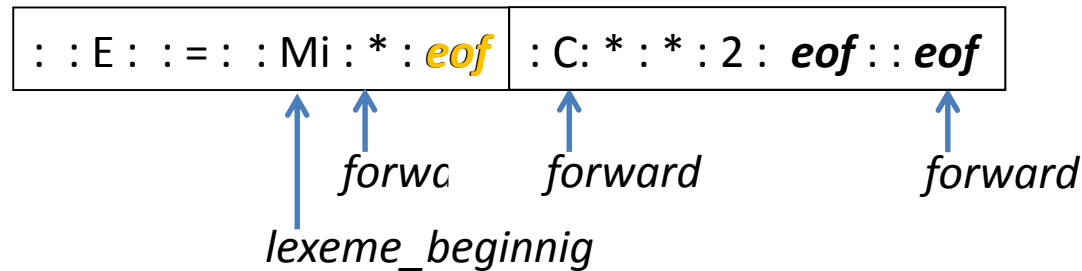 : : E : : = : : Mi : * : eof : C: * : * : 2 : eof : : eof
forwa forward forward
lexeme_beginnig